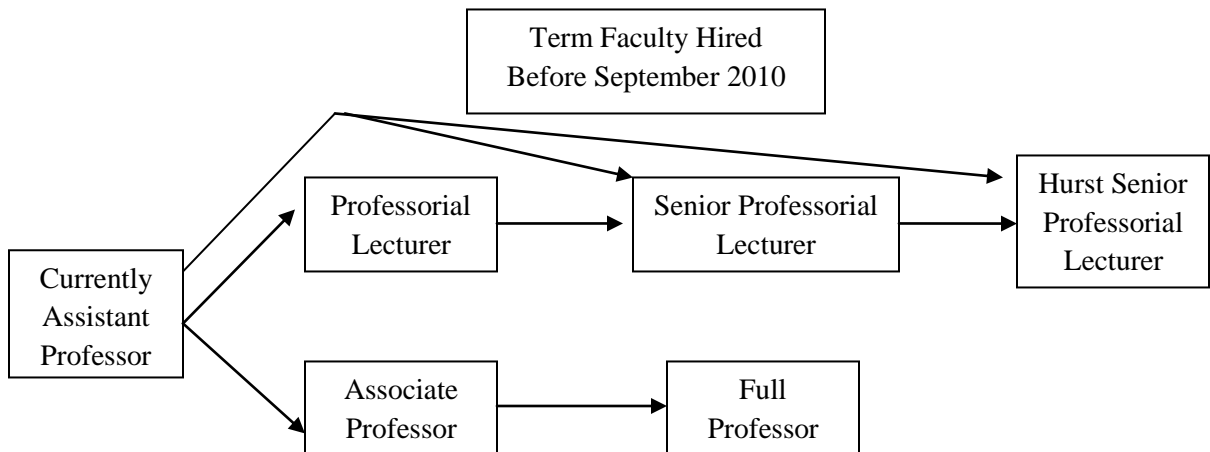 Term Faculty Hired
Before September 2010
Professorial
Lecturer
Senior Professorial
Lecturer
Hurst Senior
Professorial
Lecturer
Currently
Assistant
Professor
Associate
Professor
Full
Professor